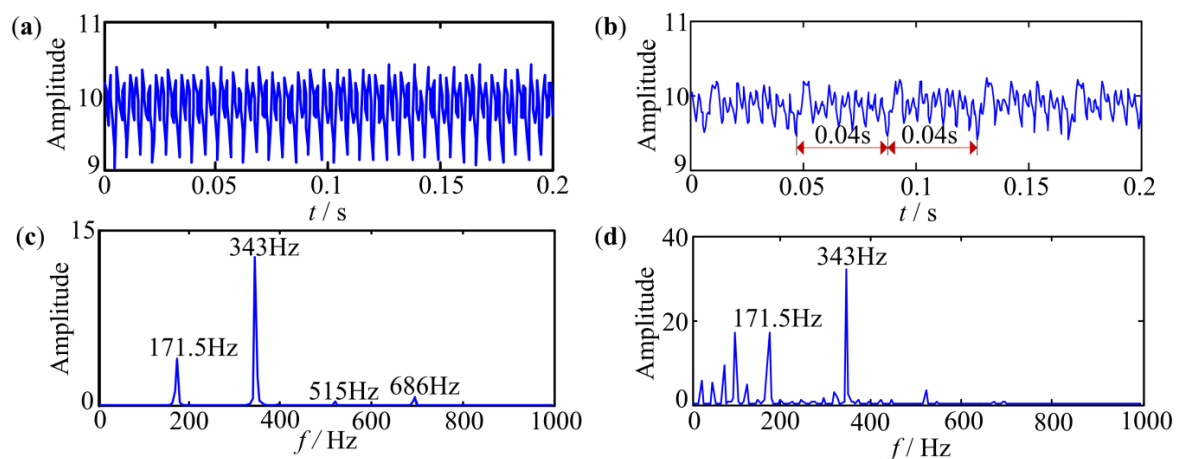 (a)
11
10
9
Amplitude
0 0.05 0.1 0.15 0.2
t / s
(b)
11
10
9
Amplitude
0.04s 0.04s
0 0.05 0.1 0.15 0.2
t / s
(c)
15
0
Amplitude
343Hz
171.5Hz
515Hz 686Hz
0 200 400 600 800 1000
f / Hz
(d)
40
20
0
Amplitude
343Hz
171.5Hz
0 200 400 600 800 1000
f / Hz